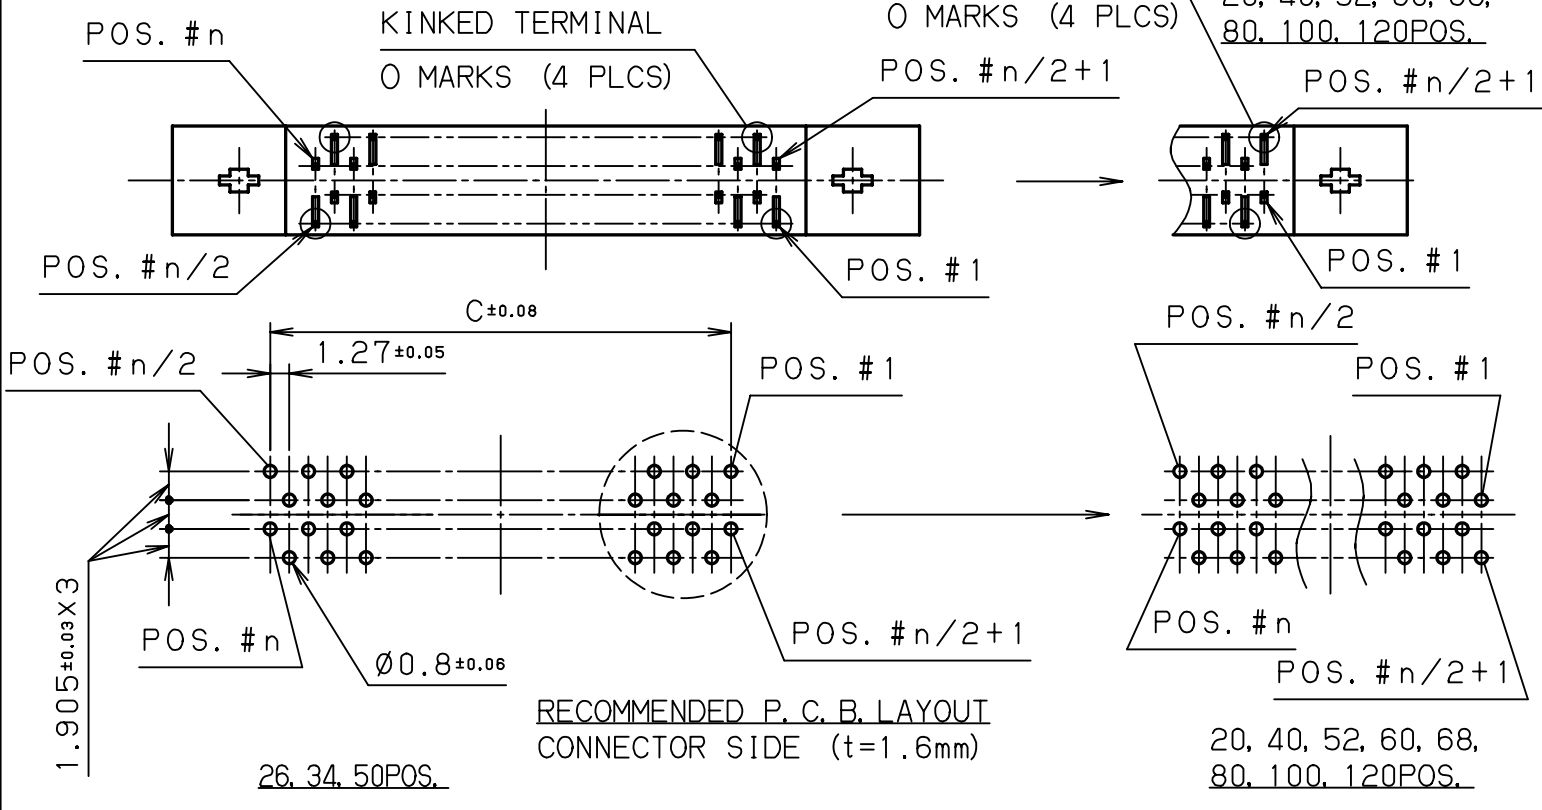 POS. #n
KINKED TERMINAL
O MARKS (4 PLCS)
O MARKS (4 PLCS)
80, 100, 120POS.
POS. #n/2+1
POS. #n/2+1
POS. #n/2
POS. #1
POS. #1
C±0.08
1.27±0.05
POS. #n/2
POS. #1
POS. #n/2
POS. #1
1.905±0.03X3
POS. #n
Ø0.8±0.06
POS. #n/2+1
POS. #n
POS. #n/2+1
RECOMMENDED P.C.B. LAYOUT
CONNECTOR SIDE (t=1.6mm)
26, 34, 50POS.
20, 40, 52, 60, 68,
80, 100, 120POS.